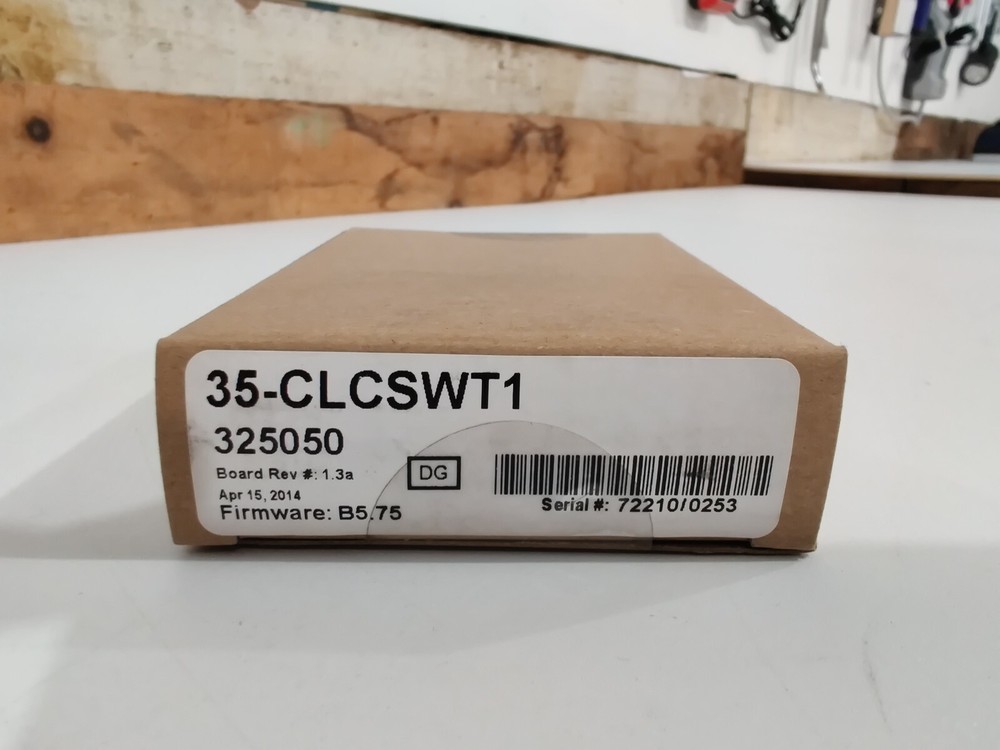 35-CLCSWT1
325050
Board Rev #: 1.3a
Apr 15, 2014
Firmware: B5.75
DG
Serial #: 72210/0253